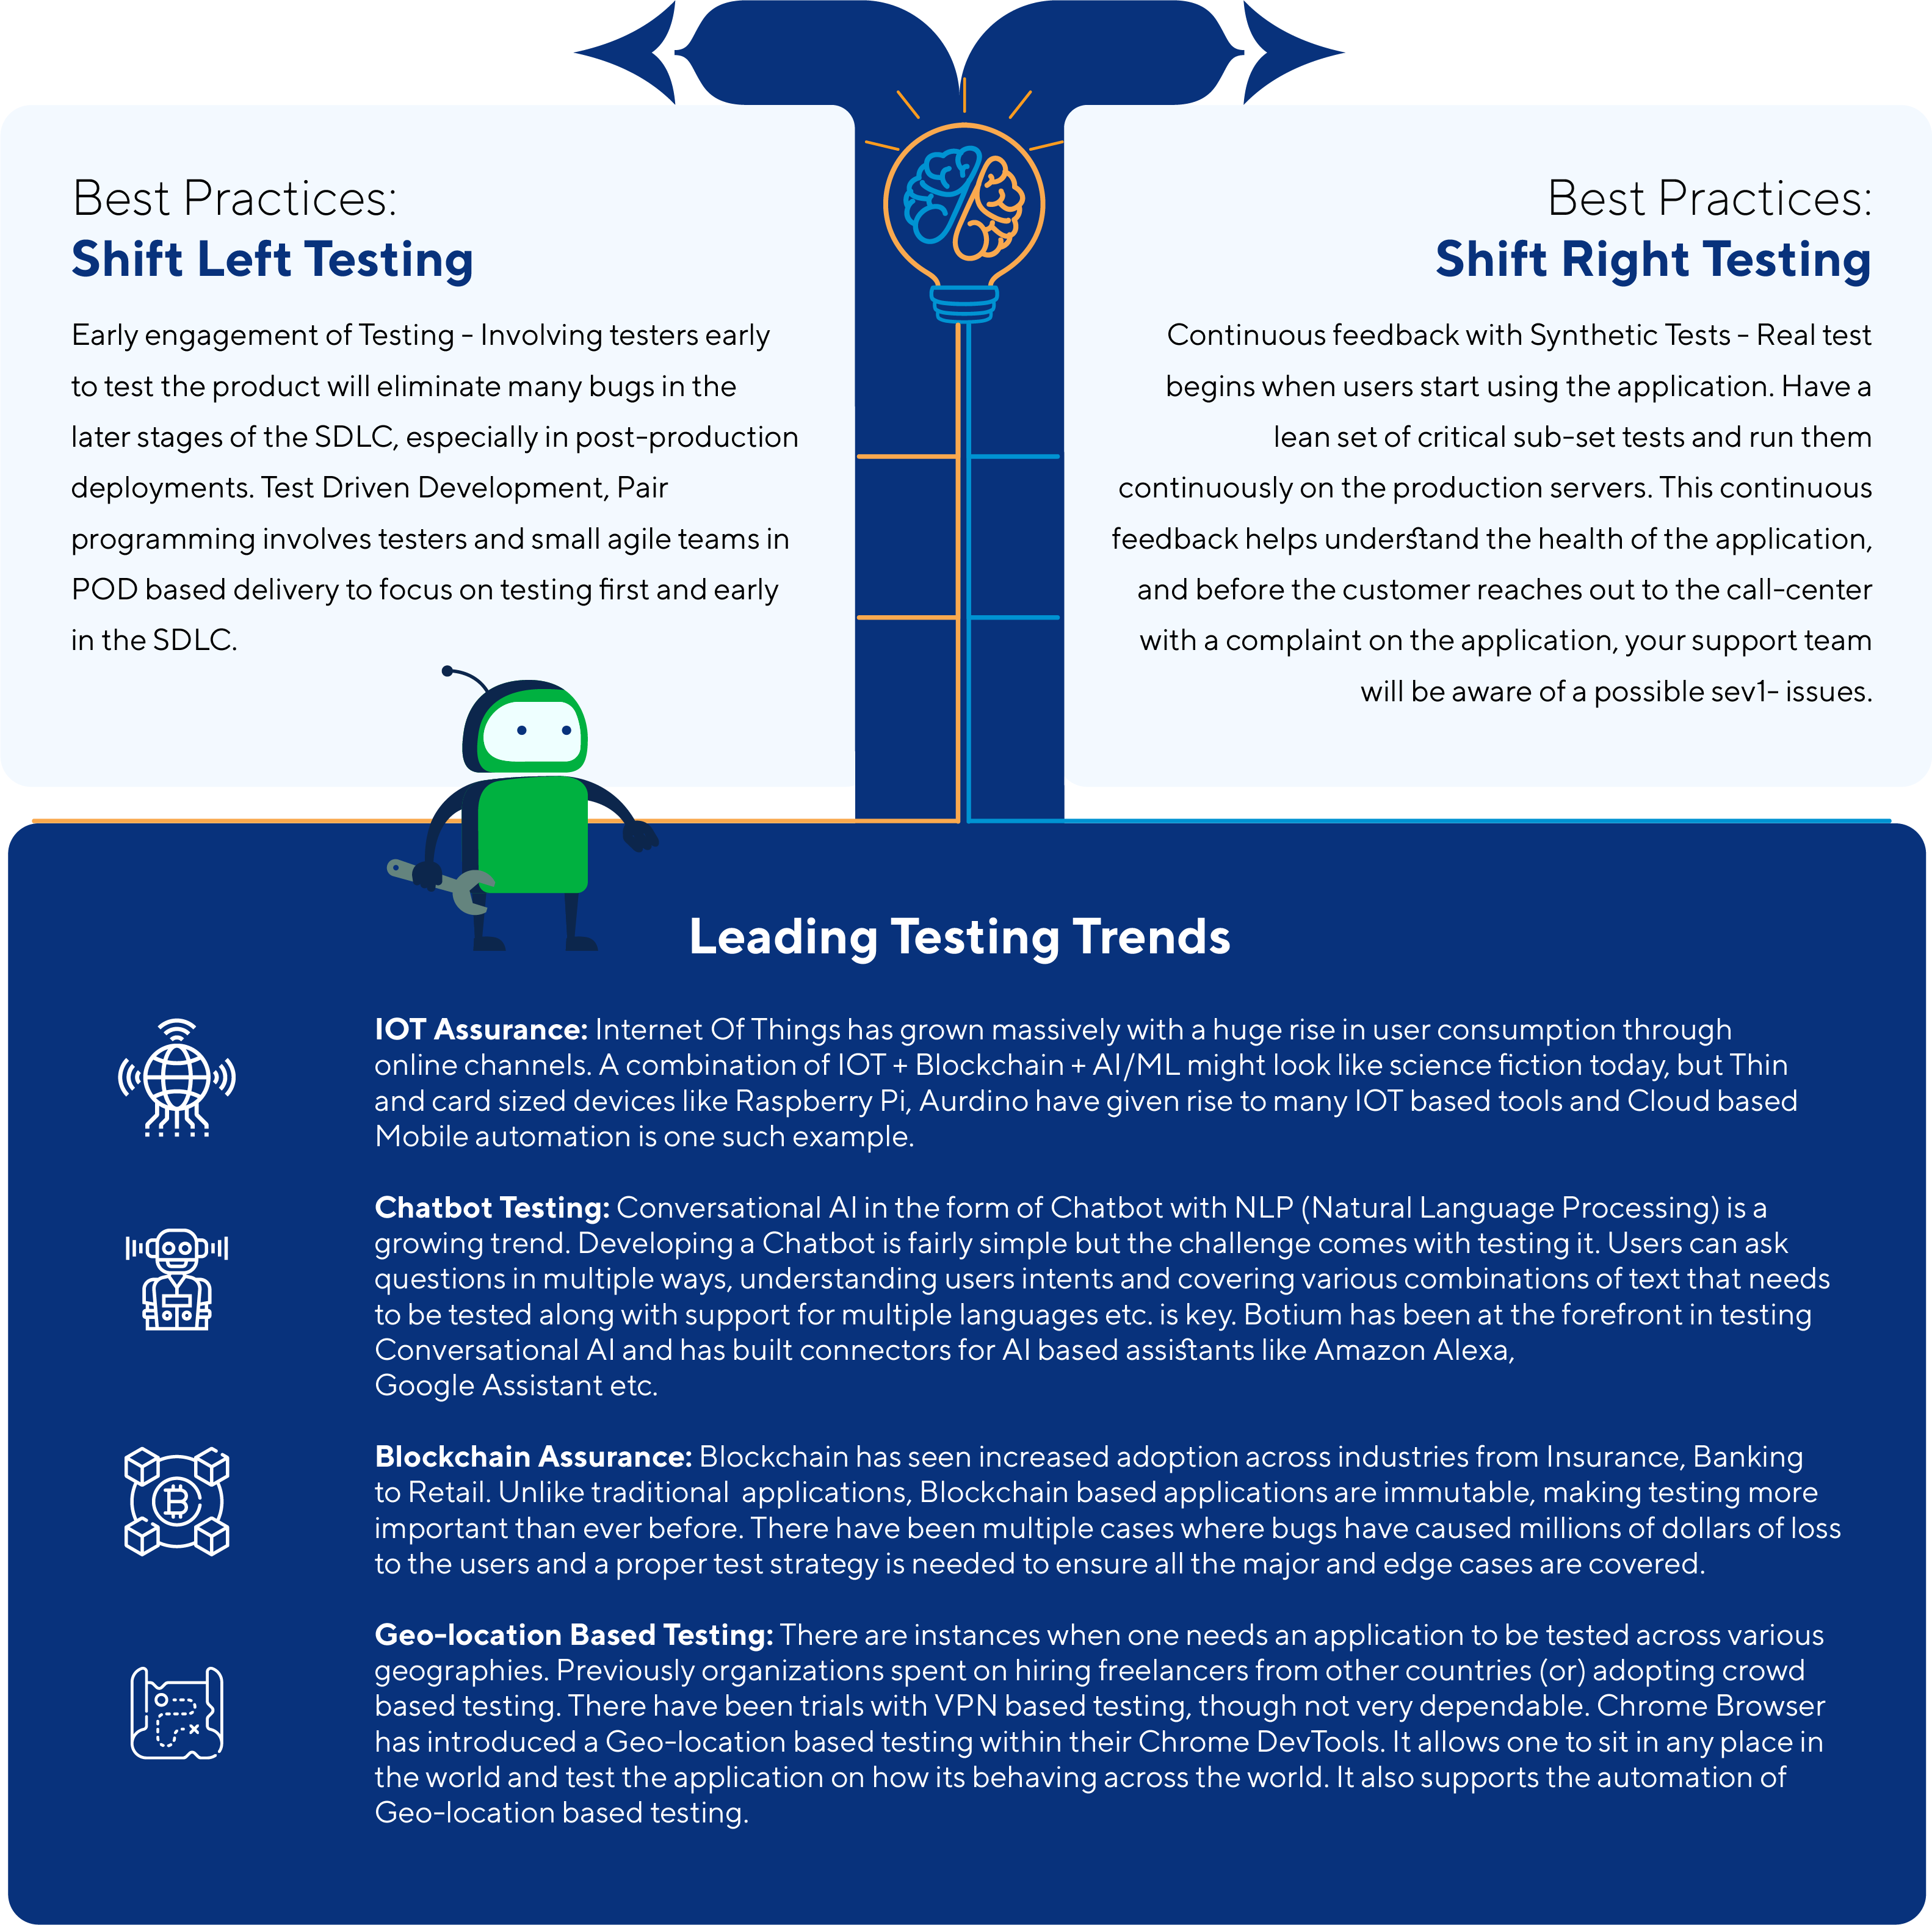 Best Practices:
Shift Left Testing
Early engagement of Testing - Involving testers early
to test the product will eliminate many bugs in the
later stages of the SDLC, especially in post-production
deployments. Test Driven Development, Pair
programming involves testers and small agile teams in
POD based delivery to focus on testing first and early
in the SDLC.
Best Practices:
Shift Right Testing
Continuous feedback with Synthetic Tests - Real test
begins when users start using the application. Have a
lean set of critical sub-set tests and run them
continuously on the production servers. This continuous
feedback helps understand the health of the application,
and before the customer reaches out to the call-center
with a complaint on the application, your support team
will be aware of a possible sev1- issues.
Leading Testing Trends
IOT Assurance: Internet Of Things has grown massively with a huge rise in user consumption through
online channels. A combination of IOT + Blockchain + AI/ML might look like science fiction today, but Thin
and card sized devices like Raspberry Pi, Aurdino have given rise to many IOT based tools and Cloud based
Mobile automation is one such example.
Chatbot Testing: Conversational AI in the form of Chatbot with NLP (Natural Language Processing) is a
growing trend. Developing a Chatbot is fairly simple but the challenge comes with testing it. Users can ask
questions in multiple ways, understanding users intents and covering various combinations of text that needs
to be tested along with support for multiple languages etc. is key. Botium has been at the forefront in testing
Conversational AI and has built connectors for AI based assistants like Amazon Alexa,
Google Assistant etc.
Blockchain Assurance: Blockchain has seen increased adoption across industries from Insurance, Banking
to Retail. Unlike traditional  applications, Blockchain based applications are immutable, making testing more
important than ever before. There have been multiple cases where bugs have caused millions of dollars of loss
to the users and a proper test strategy is needed to ensure all the major and edge cases are covered.
Geo-location Based Testing: There are instances when one needs an application to be tested across various
geographies. Previously organizations spent on hiring freelancers from other countries (or) adopting crowd
based testing. There have been trials with VPN based testing, though not very dependable. Chrome Browser
has introduced a Geo-location based testing within their Chrome DevTools. It allows one to sit in any place in
the world and test the application on how its behaving across the world. It also supports the automation of
Geo-location based testing.